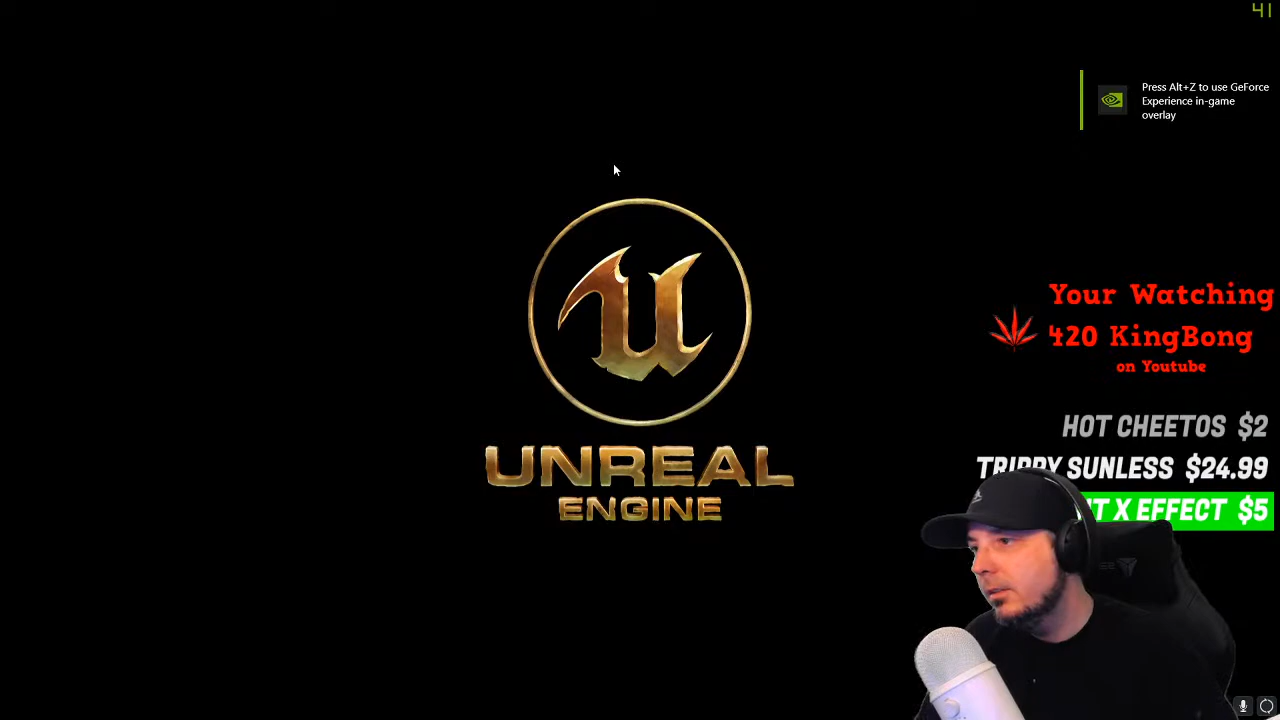 41
Press Alt+Z to use GeForce
Experience in-game
overlay
Your Watching
420 KingBong
on Youtube
HOT CHEETOS $2
TRIPPY SUNLESS $24.99
X EFFECT $5
UNREAL
ENGINE